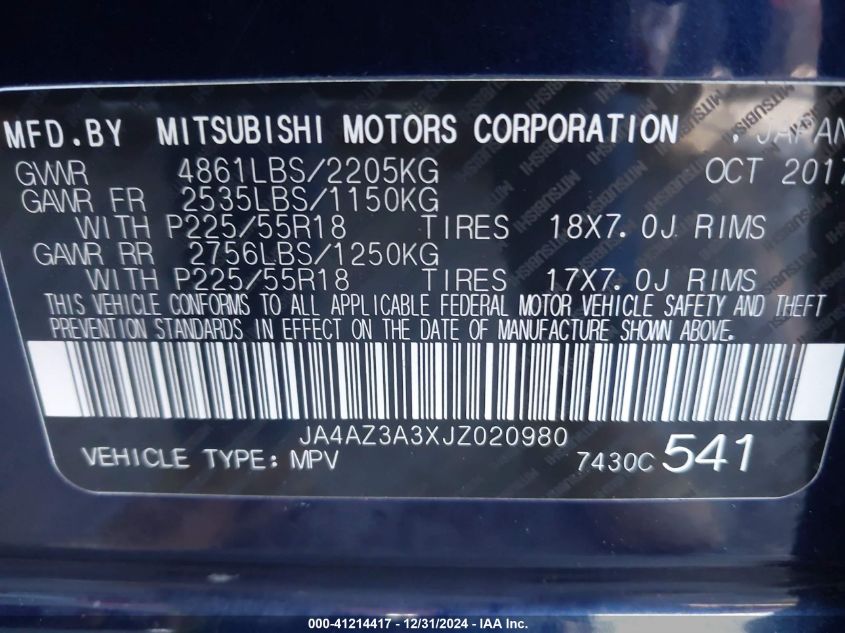 MFD.BY MITSUBISHI MOTORS CORPORATION . JAPAN
GVWR 4861LBS/2205KG OCT 2017
GAWR FR 2535LBS/1150KG
WITH P225/55R18 TIRES 18X7.0J RIMS
GAWR RR 2756LBS/1250KG
WITH P225/55R18 TIRES 17X7.0J RIMS
THIS VEHICLE CONFORMS TO ALL APPLICABLE FEDERAL MOTOR VEHICLE SAFETY AND THEFT
PREVENTION STANDARDS IN EFFECT ON THE DATE OF MANUFACTURE SHOWN ABOVE.
JA4AZ3A3XJZ020980
VEHICLE TYPE: MPV 7430C 541
000-41214417 - 12/31/2024 - IAA Inc.